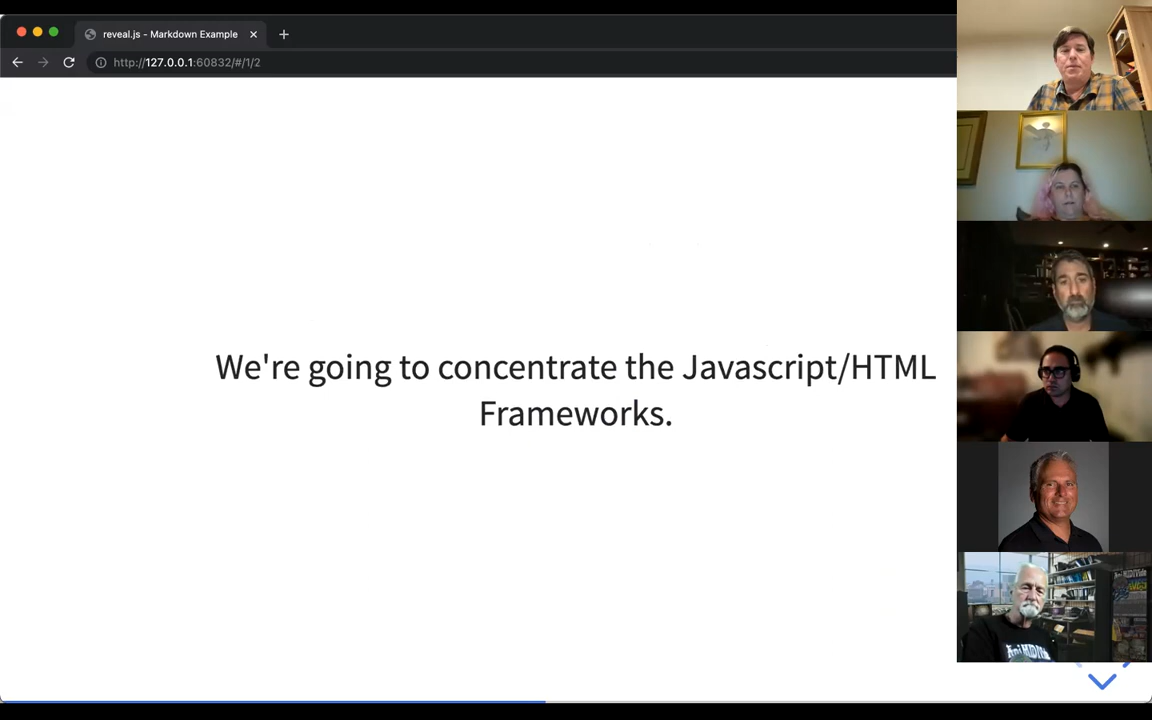 reveal.js - Markdown Example
http://127.0.0.1:60832/#/1/2
We're going to concentrate the Javascript/HTML
Frameworks.
AniMIDIVide